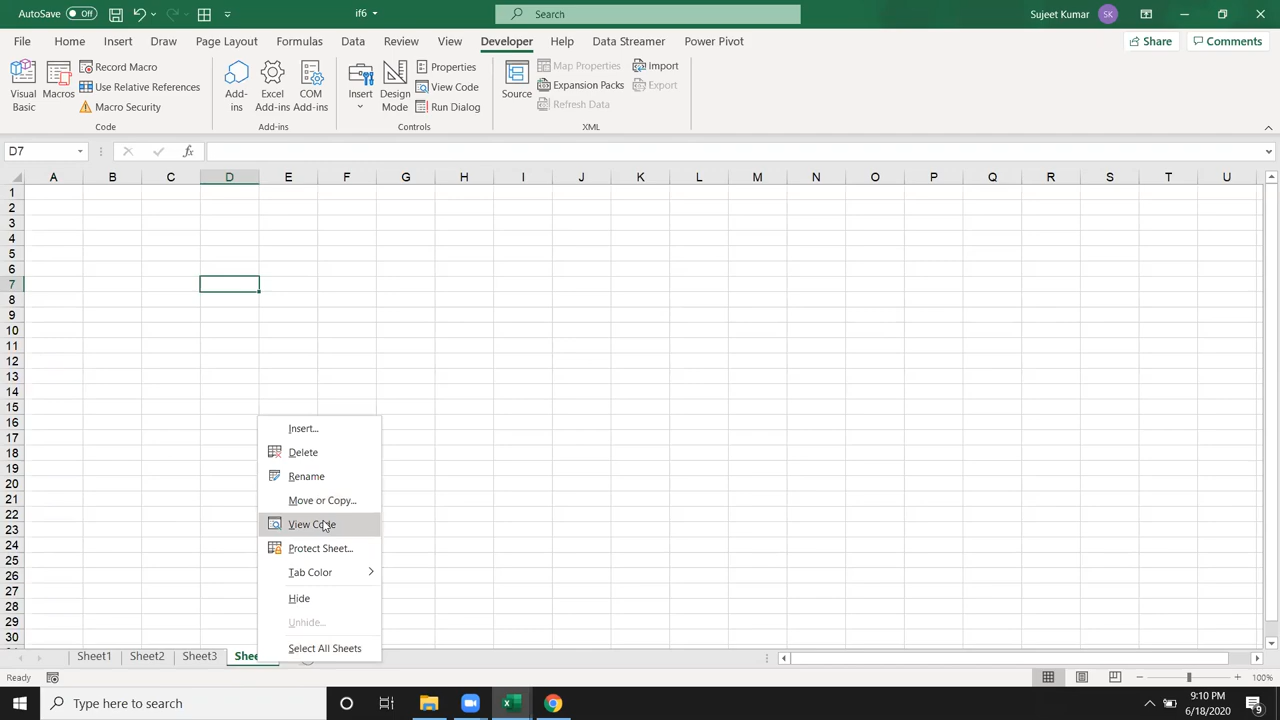 AutoSave Off if6 Search Sujeet Kumar SK
File Home Insert Draw Page Layout Formulas Data Review View Developer Help Data Streamer Power Pivot Share Comments
Visual Basic
Macros
Record Macro
Use Relative References
Macro Security
Code
Add-ins
Excel Add-ins
COM Add-ins
Add-ins
Insert
Design Mode
Properties
View Code
Run Dialog
Controls
Source
Map Properties
Expansion Packs
Refresh Data
Import
Export
XML
D7 fx
A B C D E F G H I J K L M N O P Q R S T U
1
2
3
4
5
6
7
8
9
10
11
12
13
14
15
16
17
18
19
20
21
22
23
24
25
26
27
28
29
30
Insert...
Delete
Rename
Move or Copy...
View Code
Protect Sheet...
Tab Color
Hide
Unhide...
Select All Sheets
Sheet1 Sheet2 Sheet3 Shee
Ready 100%
Type here to search 9:10 PM
6/18/2020 9